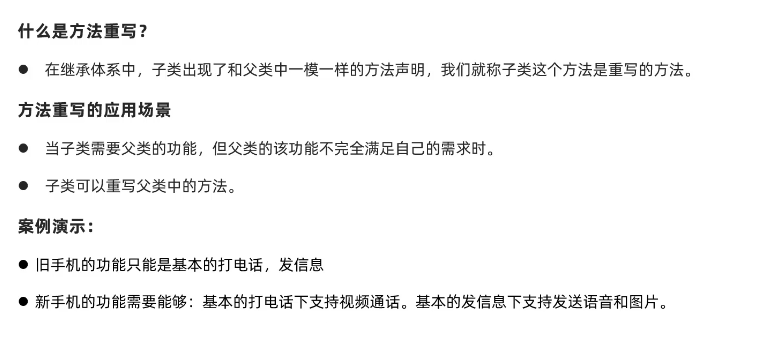 什么是方法重写？
● 在继承体系中，子类出现了和父类中一模一样的方法声明，我们就称子类这个方法是重写的方法。
方法重写的应用场景
● 当子类需要父类的功能，但父类的该功能不完全满足自己的需求时。
● 子类可以重写父类中的方法。
案例演示：
● 旧手机的功能只能是基本的打电话，发信息
● 新手机的功能需要能够：基本的打电话下支持视频通话。基本的发信息下支持发送语音和图片。